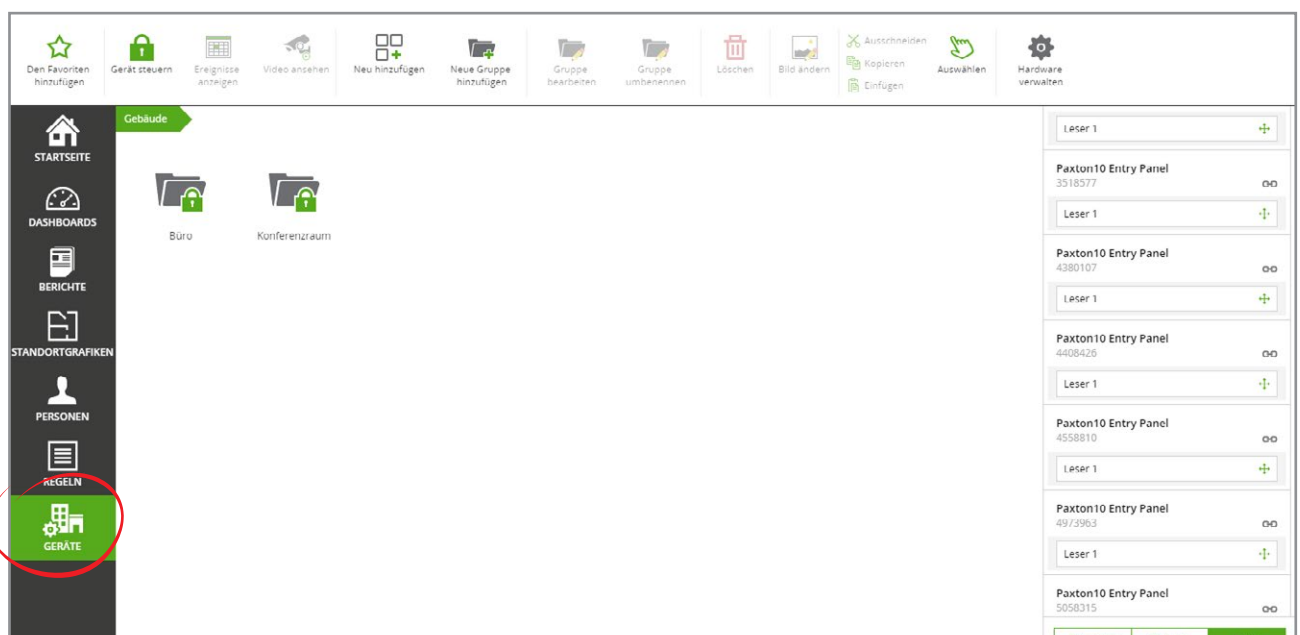 Den Favoriten
hinzufügen
Gerät steuern
Ereignisse
anzeigen
Video ansehen
Neu hinzufügen
Neue Gruppe
hinzufügen
Gruppe
bearbeiten
Gruppe
umbenennen
Löschen
Bild ändern
Ausschneiden
Kopieren
Einfügen
Auswählen
Hardware
verwalten
STARTSEITE
DASHBOARDS
BERICHTE
STANDORTGRAFIKEN
PERSONEN
REGELN
GERÄTE
Gebäude
Büro
Konferenzraum
Leser 1
Paxton10 Entry Panel
3518577
Leser 1
Paxton10 Entry Panel
4380107
Leser 1
Paxton10 Entry Panel
4408426
Leser 1
Paxton10 Entry Panel
4558810
Leser 1
Paxton10 Entry Panel
4973963
Leser 1
Paxton10 Entry Panel
5058315